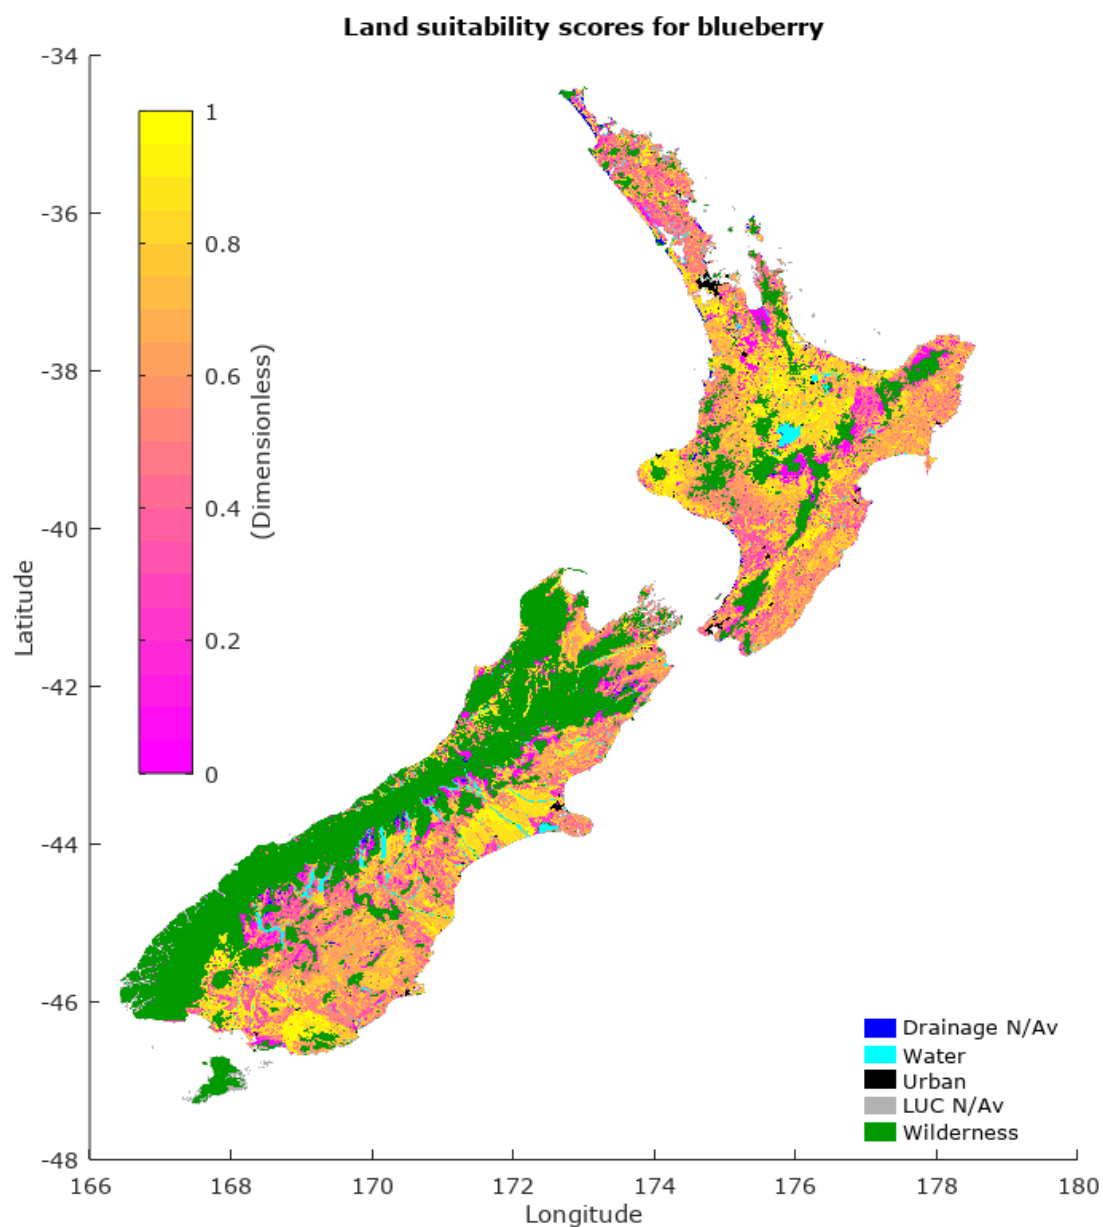 Land suitability scores for blueberry
-34
-36
-38
-40
-42
-44
-46
-48
Latitude
1
0.8
0.6
0.4
0.2
0
(Dimensionless)
Drainage N/Av
Water
Urban
LUC N/Av
Wilderness
166 168 170 172 174 176 178 180
Longitude